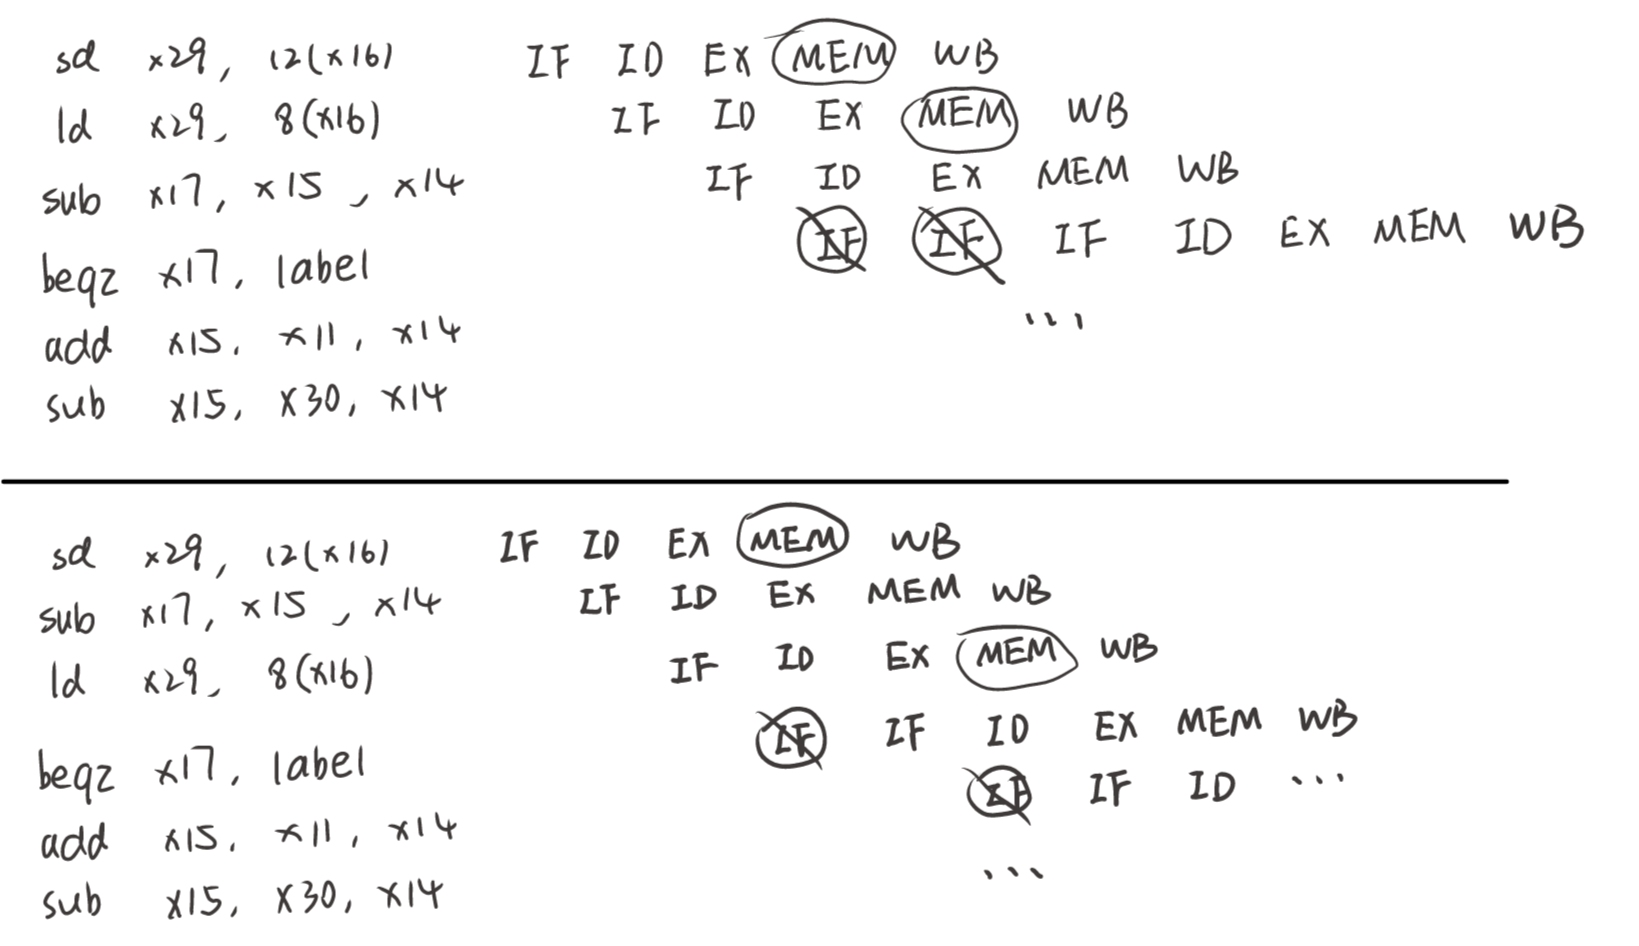 sd x29, 12(x16) IF ID EX MEM WB
ld x29, 8(x16) IF ID EX MEM WB
sub x17, x15, x14 IF ID EX MEM WB
IF IF IF ID EX MEM WB
beqz x17, label
...
add x15, x11, x14
sub x15, x30, x14
sd x29, 12(x16) IF ID EX MEM WB
sub x17, x15, x14 IF ID EX MEM WB
ld x29, 8(x16) IF ID EX MEM WB
IF IF ID EX MEM WB
beqz x17, label
IF IF ID ...
add x15, x11, x14
...
sub x15, x30, x14